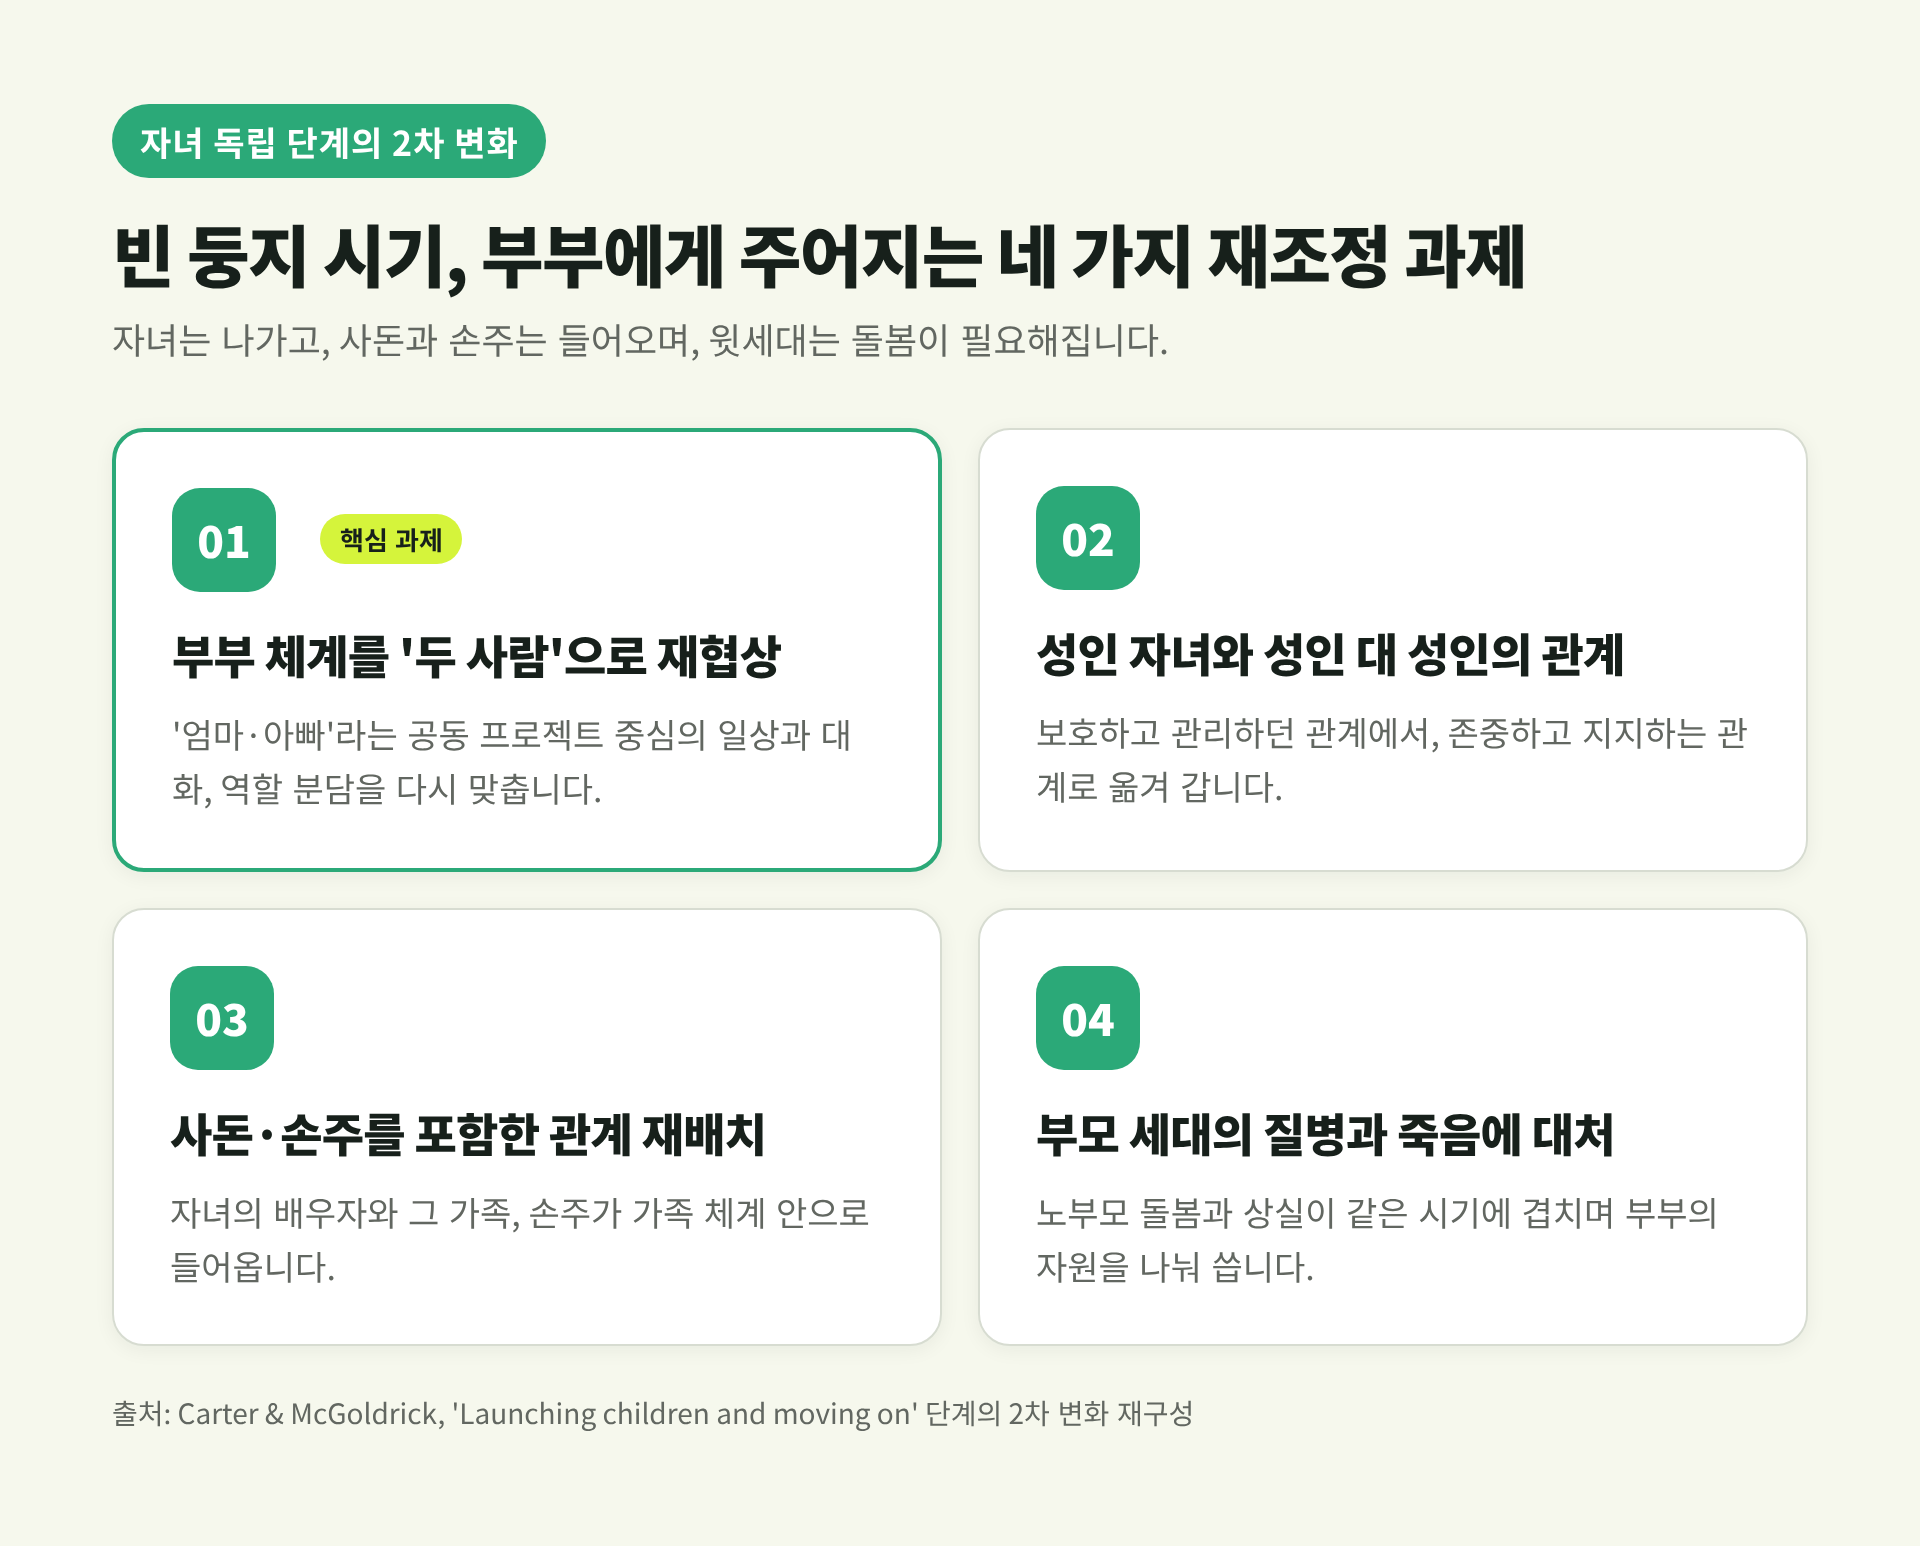 자녀 독립 단계의 2차 변화
빈 둥지 시기, 부부에게 주어지는 네 가지 재조정 과제
자녀는 나가고, 사돈과 손주는 들어오며, 윗세대는 돌봄이 필요해집니다.
01
핵심 과제
부부 체계를 '두 사람'으로 재협상
'엄마·아빠'라는 공동 프로젝트 중심의 일상과 대
화, 역할 분담을 다시 맞춥니다.
02
성인 자녀와 성인 대 성인의 관계
보호하고 관리하던 관계에서, 존중하고 지지하는 관
계로 옮겨 갑니다.
03
사돈·손주를 포함한 관계 재배치
자녀의 배우자와 그 가족, 손주가 가족 체계 안으로
들어옵니다.
04
부모 세대의 질병과 죽음에 대처
노부모 돌봄과 상실이 같은 시기에 겹치며 부부의
자원을 나눠 씁니다.
출처: Carter & McGoldrick, 'Launching children and moving on' 단계의 2차 변화 재구성